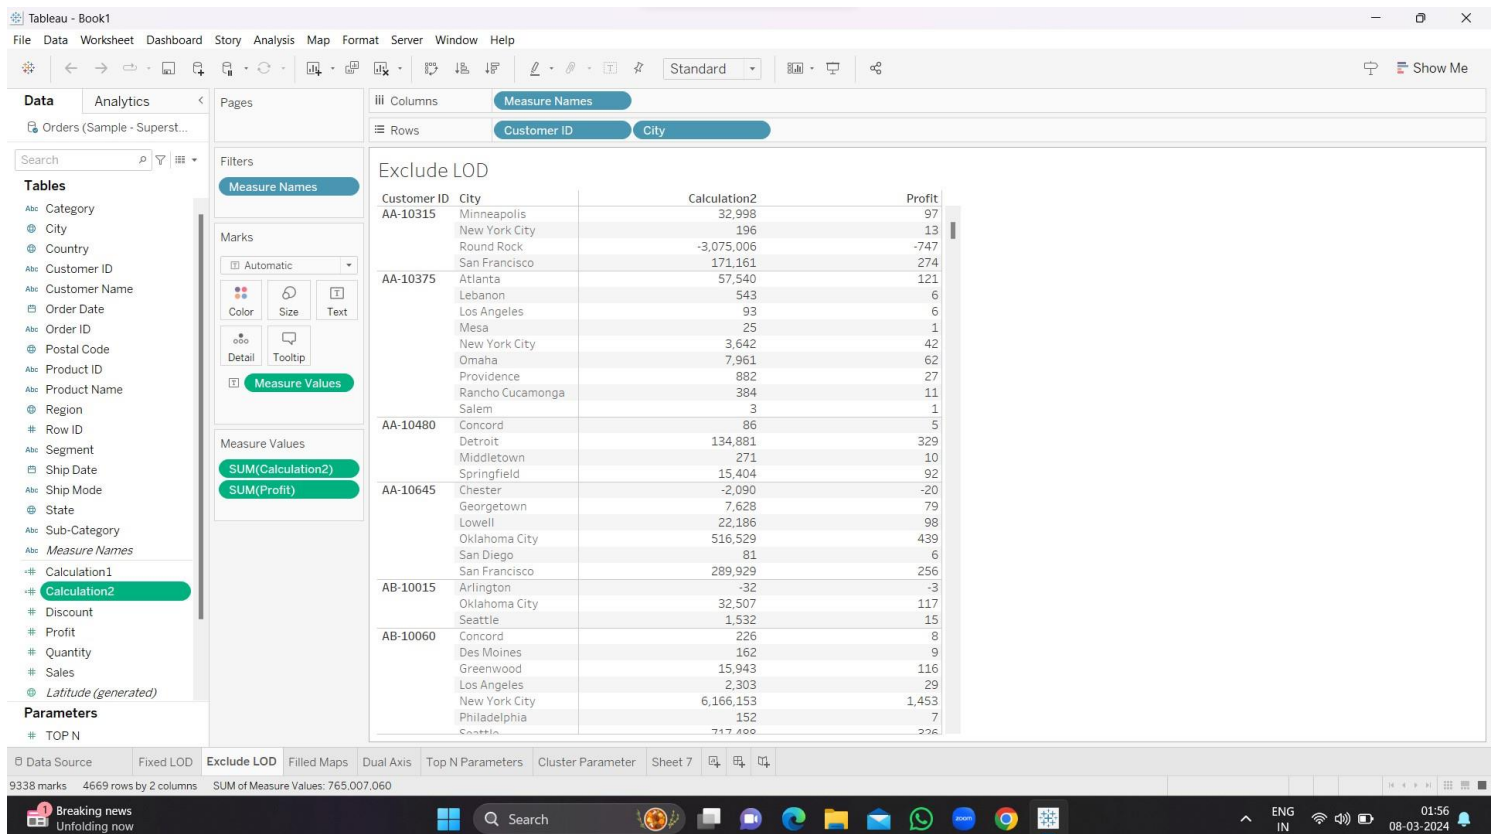 Tableau - Book1
File Data Worksheet Dashboard Story Analysis Map Format Server Window Help
Standard
Show Me
Data Analytics
Orders (Sample - Superst...
Search
Tables
Abc Category
City
Country
Abc Customer ID
Abc Customer Name
Order Date
Abc Order ID
Postal Code
Abc Product ID
Abc Product Name
Region
# Row ID
Abc Segment
Ship Date
Abc Ship Mode
State
Abc Sub-Category
Abc Measure Names
=# Calculation1
=# Calculation2
# Discount
# Profit
# Quantity
# Sales
Latitude (generated)
Parameters
# TOP N
Pages
Filters
Measure Names
Marks
T Automatic
Color Size Text
Detail Tooltip
T Measure Values
Measure Values
SUM(Calculation2)
SUM(Profit)
iii Columns Measure Names
Rows Customer ID City
Exclude LOD
Customer ID City Calculation2 Profit
AA-10315 Minneapolis 32,998 97
New York City 196 13
Round Rock -3,075,006 -747
San Francisco 171,161 274
AA-10375 Atlanta 57,540 121
Lebanon 543 6
Los Angeles 93 6
Mesa 25 1
New York City 3,642 42
Omaha 7,961 62
Providence 882 27
Rancho Cucamonga 384 11
Salem 3 1
AA-10480 Concord 86 5
Detroit 134,881 329
Middletown 271 10
Springfield 15,404 92
AA-10645 Chester -2,090 -20
Georgetown 7,628 79
Lowell 22,186 98
Oklahoma City 516,529 439
San Diego 81 6
San Francisco 289,929 256
AB-10015 Arlington -32 -3
Oklahoma City 32,507 117
Seattle 1,532 15
AB-10060 Concord 226 8
Des Moines 162 9
Greenwood 15,943 116
Los Angeles 2,303 29
New York City 6,166,153 1,453
Philadelphia 152 7
Seattle 717,488 326
Data Source Fixed LOD Exclude LOD Filled Maps Dual Axis Top N Parameters Cluster Parameter Sheet 7
9338 marks 4669 rows by 2 columns SUM of Measure Values: 765,007.060
1 Breaking news
Unfolding now
Search
zoom
ENG
IN
01:56
08-03-2024